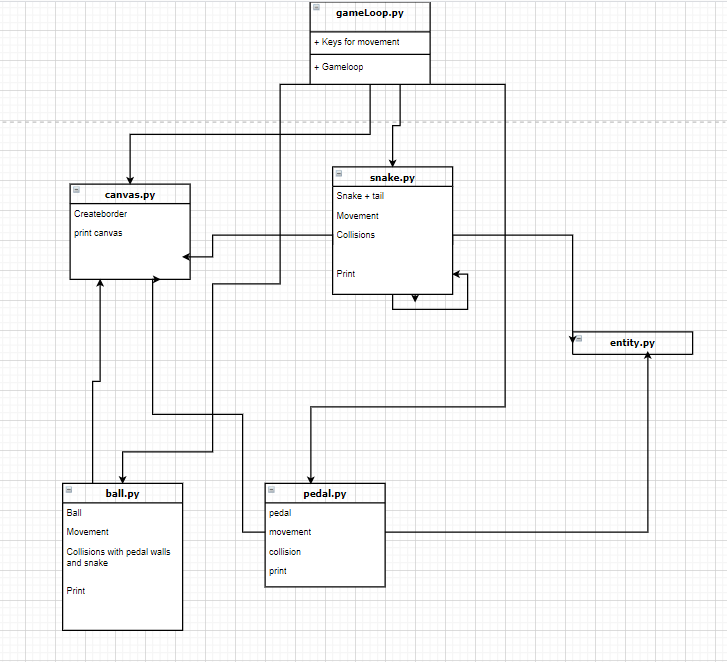 gameLoop.py
+ Keys for movement
+ Gameloop
canvas.py
Createborder
print canvas
snake.py
Snake + tail
Movement
Collisions
Print
entity.py
ball.py
Ball
Movement
Collisions with pedal walls
and snake
Print
pedal.py
pedal
movement
collision
print